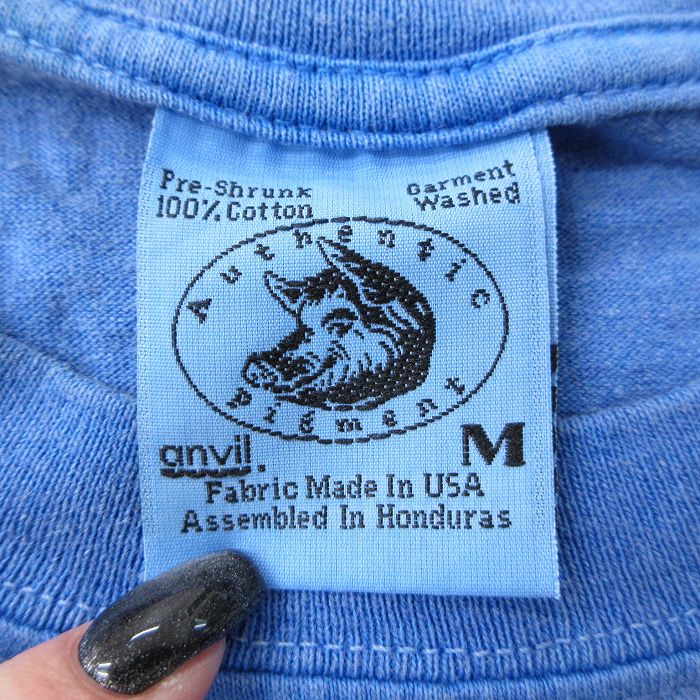 Pre-Shrunk
100% Cotton
Garment
Washed
Authentic
pigment
anvil.
M
Fabric Made In USA
Assembled In Honduras